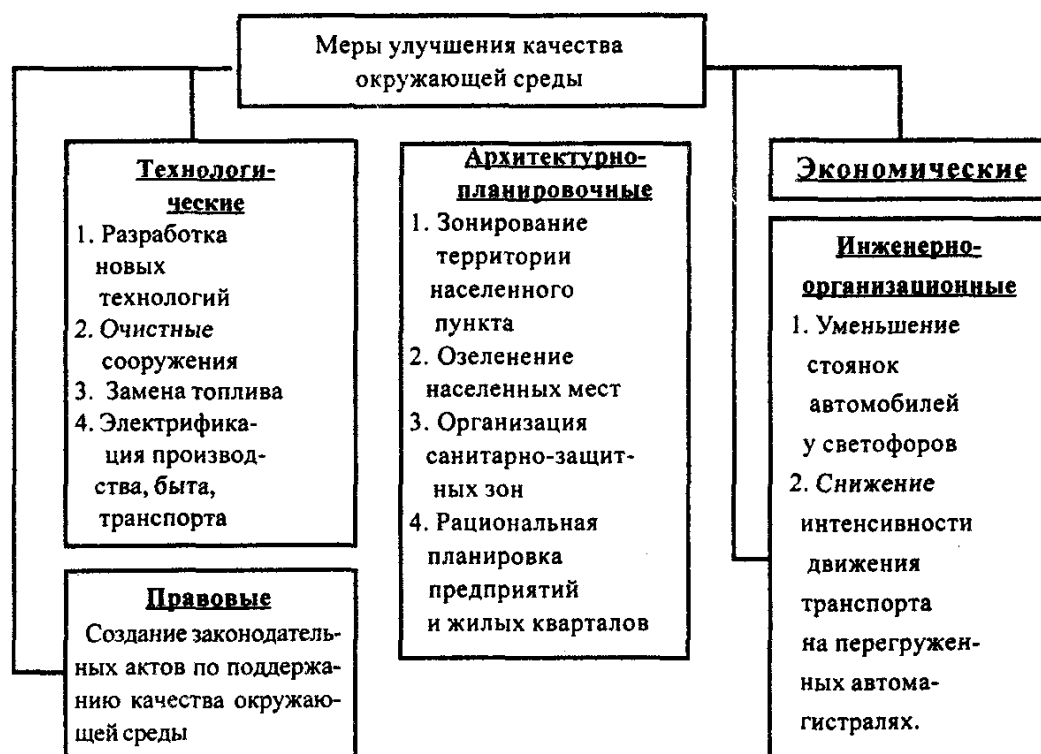 Меры улучшения качества
окружающей среды
Технологи-
ческие
1. Разработка
новых
технологий
2. Очистные
сооружения
3. Замена топлива
4. Электрифика-
ция производ-
ства, быта,
транспорта
Правовые
Создание законодатель-
ных актов по поддержа-
нию качества окружаю-
щей среды
Архитектурно-
планировочные
1. Зонирование
территории
населенного
пункта
2. Озеленение
населенных мест
3. Организация
санитарно-защит-
ных зон
4. Рациональная
планировка
предприятий
и жилых кварталов
Экономические
Инженерно-
организационные
1. Уменьшение
стоянок
автомобилей
у светофоров
2. Снижение
интенсивности
движения
транспорта
на перегружен-
ных автома-
гистралях.